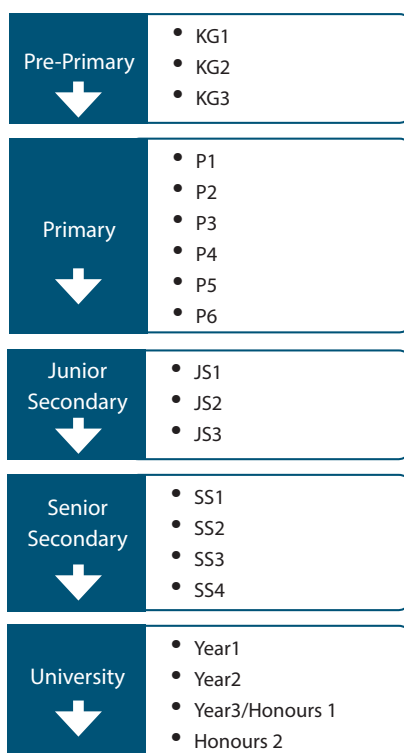 Pre-Primary
• KG1
• KG2
• KG3
Primary
• P1
• P2
• P3
• P4
• P5
• P6
Junior
Secondary
• JS1
• JS2
• JS3
Senior
Secondary
• SS1
• SS2
• SS3
• SS4
University
• Year1
• Year2
• Year3/Honours 1
• Honours 2